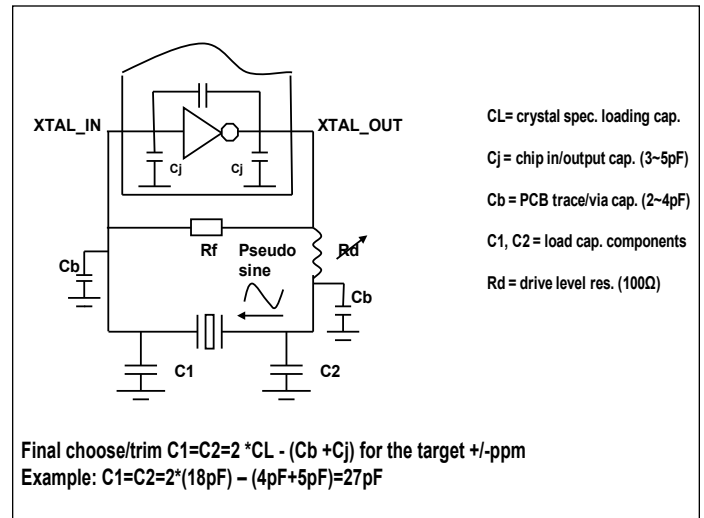 XTAL_IN
XTAL_OUT
Cj
Cj
CL= crystal spec. loading cap.
Cj = chip in/output cap. (3~5pF)
Cb = PCB trace/via cap. (2~4pF)
C1, C2 = load cap. components
Rd = drive level res. (100Ω)
Rf
Pseudo
sine
Rd
Cb
Cb
C1
C2
Final choose/trim C1=C2=2 *CL - (Cb +Cj) for the target +/-ppm
Example: C1=C2=2*(18pF) – (4pF+5pF)=27pF